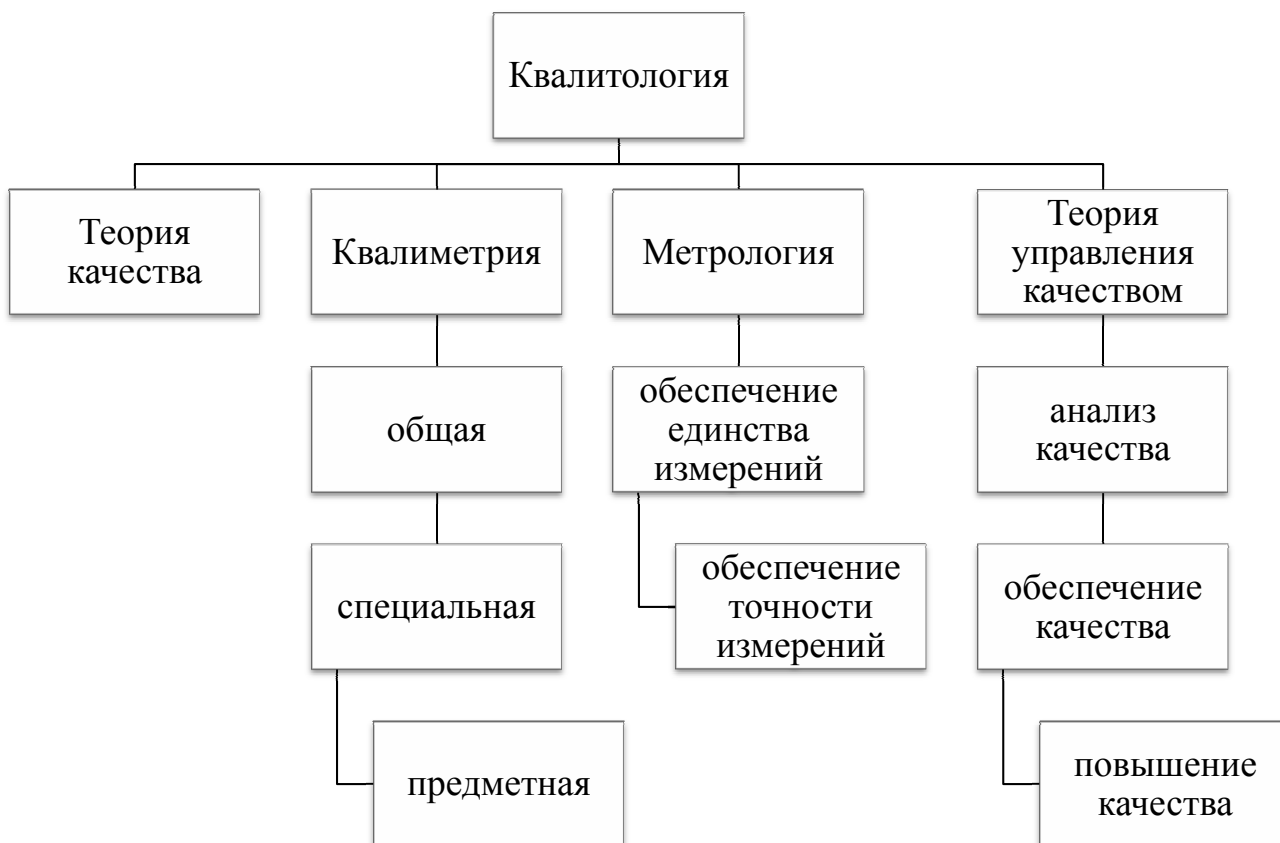 Квалитология
Теория
качества
Квалиметрия
Метрология
Теория
управления
качеством
общая
обеспечение
единства
измерений
анализ
качества
специальная
обеспечение
точности
измерений
обеспечение
качества
предметная
повышение
качества